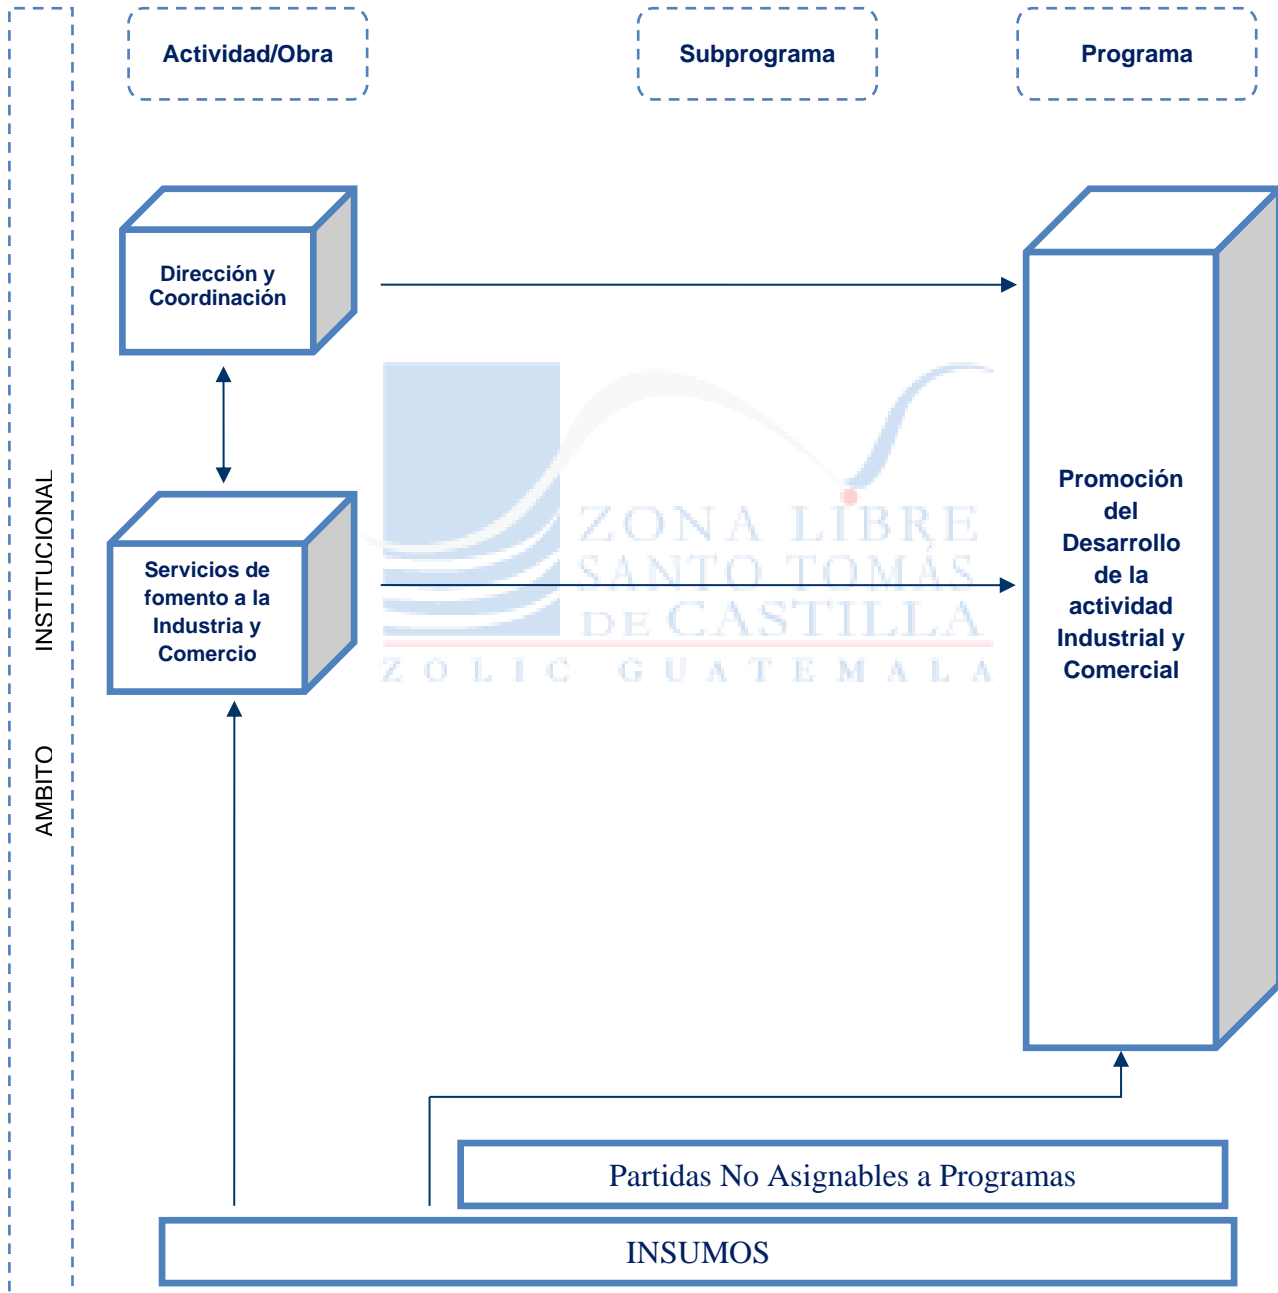 Actividad/Obra
Subprograma
Programa
Dirección y
Coordinación
Servicios de
fomento a la
Industria y
Comercio
Promoción
del
Desarrollo
de la
actividad
Industrial y
Comercial
ZONA LIBRE
SANTO TOMÁS
DE CASTILLA
ZOLIC GUATEMALA
AMBITO INSTITUCIONAL
Partidas No Asignables a Programas
INSUMOS